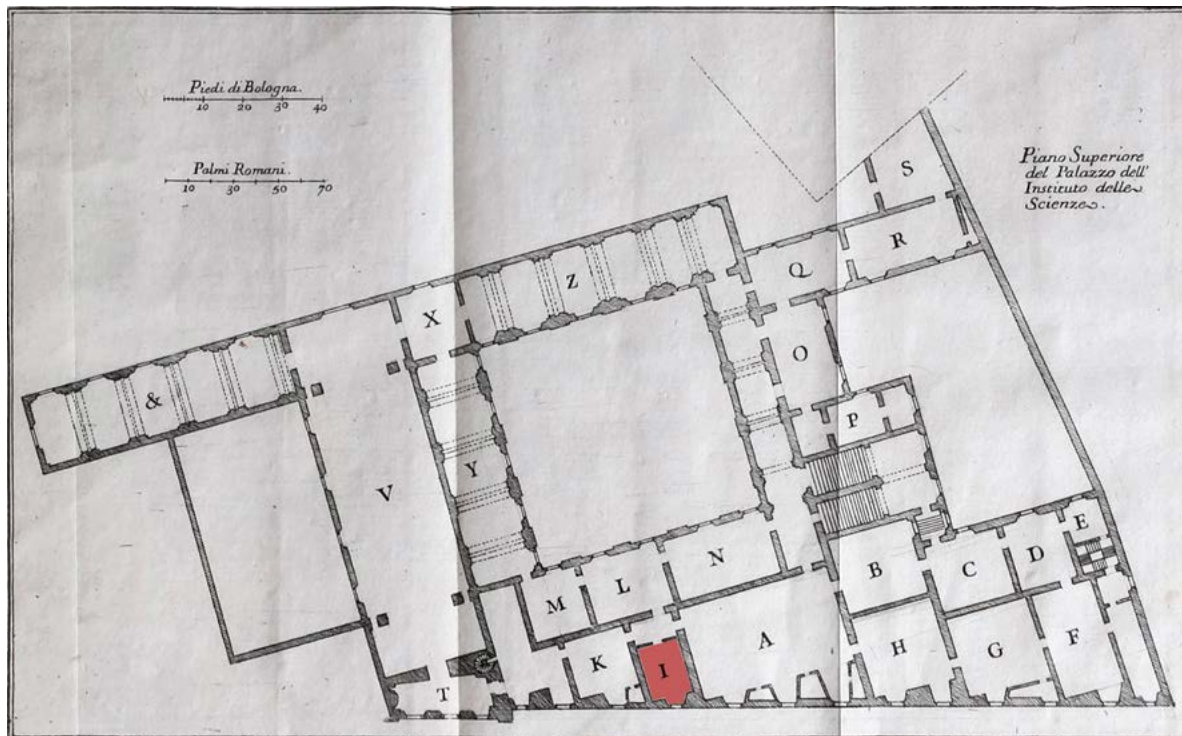 Piedi di Bologna.
10 20 30 40
Palmi Romani.
10 30 50 70
Piano Superiore
del Palazzo dell'
Instituto delle
Scienze.
S
R
Q
Z
X
O
&
P
Y
V
E
N
B
D
C
L
M
A
H
F
G
K
I
T